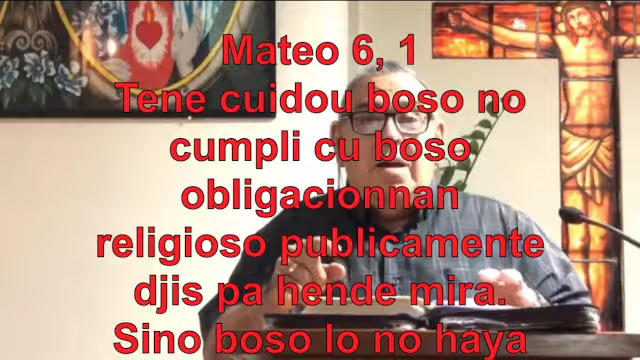 Mateo 6, 1
Tene cuidou boso no
cumpli cu boso
obligacionnan
religioso publicamente
djis pa hende mira.
Sino boso lo no haya